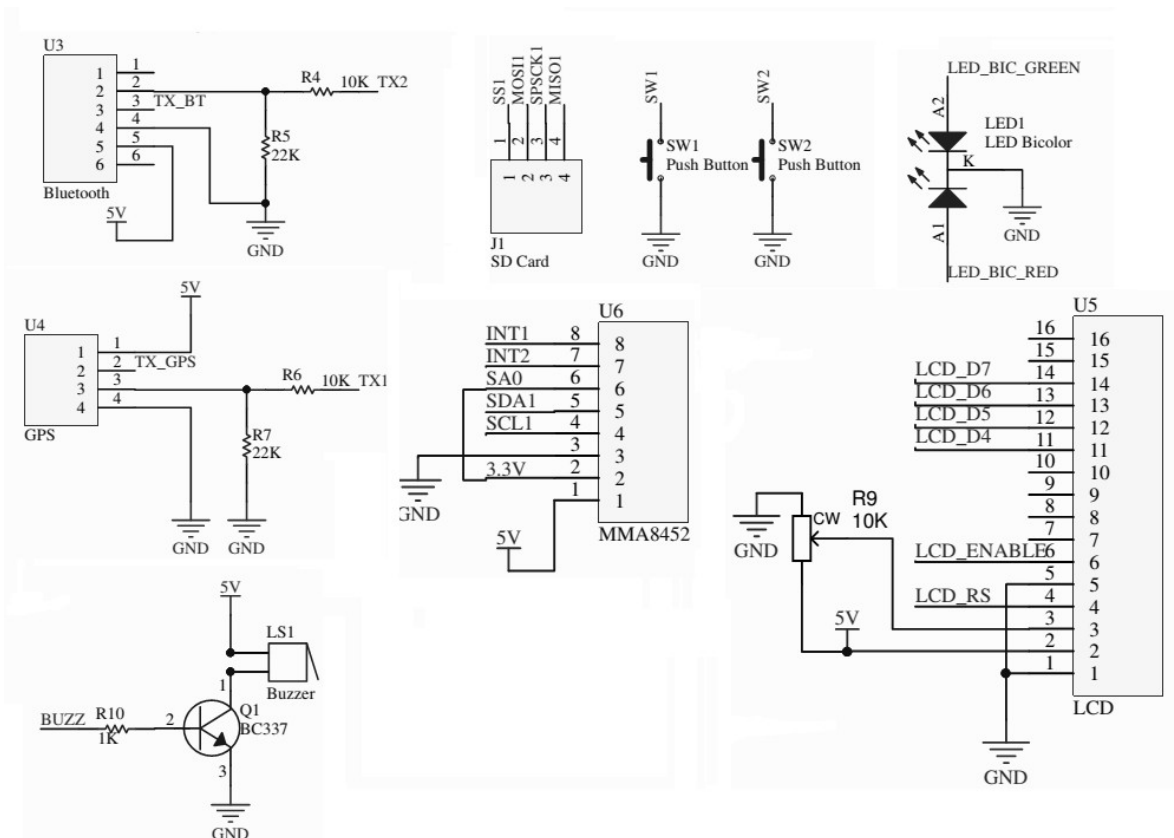 U3
1 1
2 2
TX_BT
3 3
4 4
5 5
6 6
Bluetooth
5V
R4
10K TX2
R5
22K
GND
SS1
MOSI1
SPSCK1
MISO1
1 2 3 4
1 2 3 4
J1
SD Card
SW1
SW1
Push Button
GND
SW2
SW2
Push Button
GND
LED_BIC_GREEN
A2
LED1
LED Bicolor
K
GND
A1
LED_BIC_RED
U4
5V
1 1
2 2
TX_GPS
3 3
4 4
GPS
R6
10K TX1
R7
22K
GND
GND
U6
INT1 8 8
INT2 7 7
SA0 6 6
SDA1 5 5
SCL1 4 4
3 3
3.3V 2 2
1 1
GND
5V
MMA8452
U5
16 16
15 15
LCD_D7 14 14
LCD_D6 13 13
LCD_D5 12 12
LCD_D4 11 11
10 10
9 9
8 8
7 7
LCD_ENABLE 6 6
5 5
LCD_RS 4 4
3 3
2 2
1 1
LCD
R9
CW 10K
GND
5V
GND
5V
LS1
Buzzer
1
Q1
BC337
BUZZ R10
1K
2
3
GND